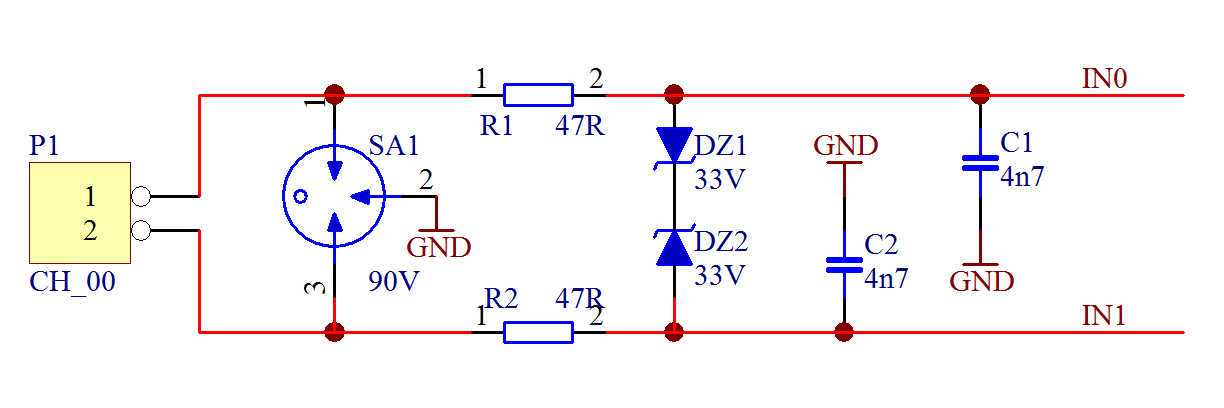 P1
1
2
CH_00
1
SA1
2
GND
3
90V
1
2
R1
47R
R2
47R
1
2
DZ1
33V
DZ2
33V
GND
C2
4n7
IN0
C1
4n7
GND
IN1